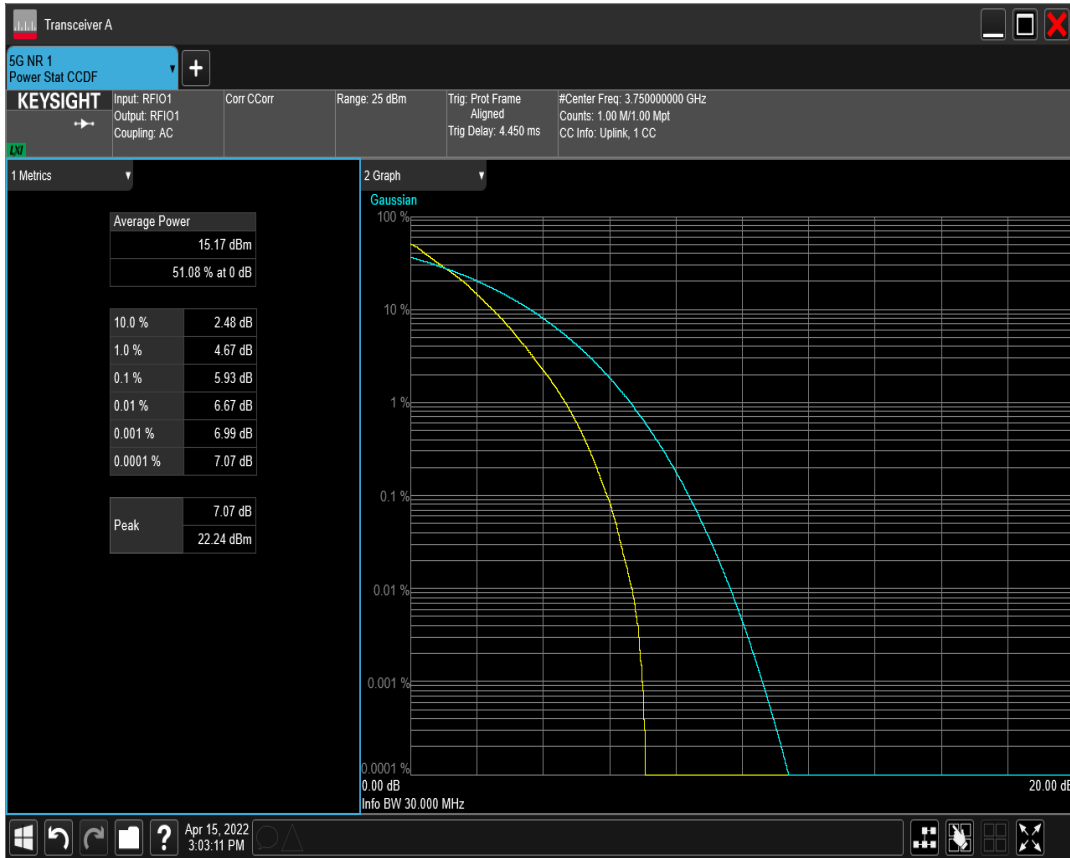 Transceiver A
5G NR 1
Power Stat CCDF
KEYSIGHT
LXI
Input: RFIO1
Output: RFIO1
Coupling: AC
Corr CCorr
Range: 25 dBm
Trig: Prot Frame
Aligned
Trig Delay: 4.450 ms
#Center Freq: 3.750000000 GHz
Counts: 1.00 M/1.00 Mpt
CC Info: Uplink, 1 CC
1 Metrics
Average Power
15.17 dBm
51.08 % at 0 dB
10.0 % 2.48 dB
1.0 % 4.67 dB
0.1 % 5.93 dB
0.01 % 6.67 dB
0.001 % 6.99 dB
0.0001 % 7.07 dB
Peak
7.07 dB
22.24 dBm
2 Graph
Gaussian
100 %
10 %
1 %
0.1 %
0.01 %
0.001 %
0.0001 %
0.00 dB 20.00 dB
Info BW 30.000 MHz
Apr 15, 2022
3:03:11 PM